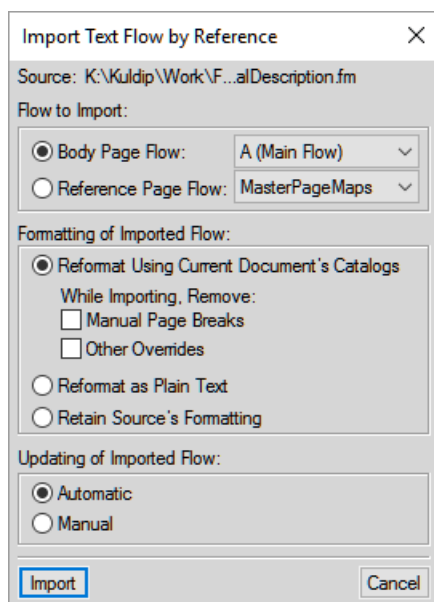 Import Text Flow by Reference
Source: K:\Kuldip\Work\F...alDescription.fm
Flow to Import:
Body Page Flow: A (Main Flow)
Reference Page Flow: MasterPageMaps
Formatting of Imported Flow:
Reformat Using Current Document's Catalogs
While Importing, Remove:
Manual Page Breaks
Other Overrides
Reformat as Plain Text
Retain Source's Formatting
Updating of Imported Flow:
Automatic
Manual
Import Cancel